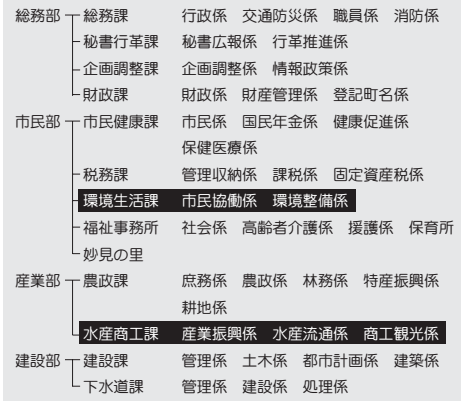 総務部 総務課 行政係 交通防災係 職員係 消防係
秘書行革課 秘書広報係 行革推進係
企画調整課 企画調整係 情報政策係
財政課 財政係 財産管理係 登記町名係
市民部 市民健康課 市民係 国民年金係 健康促進係
保健医療係
税務課 管理収納係 課税係 固定資産税係
環境生活課 市民協働係 環境整備係
福祉事務所 社会係 高齢者介護係 援護係 保育所
妙見の里
産業部 農政課 庶務係 農政係 林務係 特産振興係
耕地係
水産商工課 産業振興係 水産流通係 商工観光係
建設部 建設課 管理係 土木係 都市計画係 建築係
下水道課 管理係 建設係 処理係